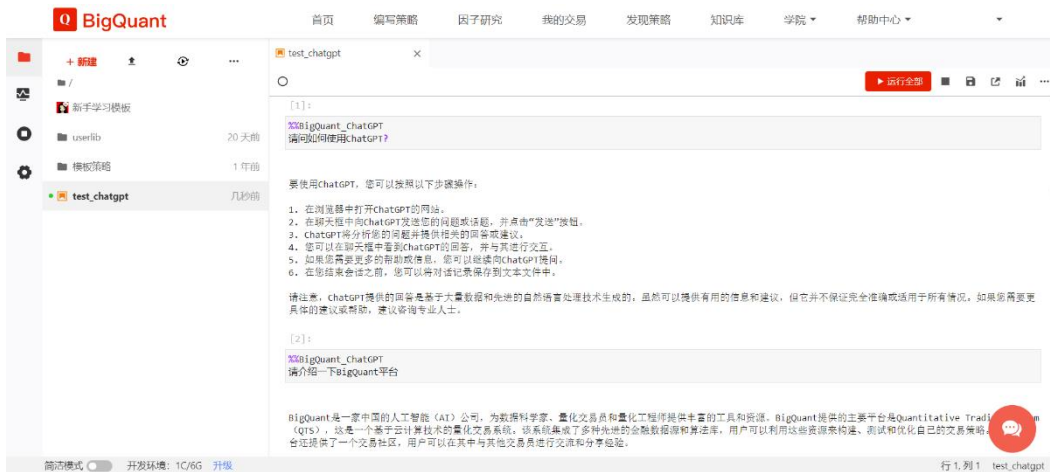 BigQuant
首页 编写策略 因子研究 我的交易 发现策略 知识库 学院 帮助中心
+ 新建
/
新手学习模板
userlib 20 天前
模板策略 1 年前
test_chatgpt 几秒前
test_chatgpt ×
运行全部
[1]:
%%BigQuant_ChatGPT
请问如何使用ChatGPT?
要使用ChatGPT, 您可以按照以下步骤操作:
1. 在浏览器中打开ChatGPT的网站。
2. 在聊天框中向ChatGPT发送您的问题或话题, 并点击“发送”按钮。
3. ChatGPT将分析您的问题并提供相关的回答或建议。
4. 您可以在聊天框中看到ChatGPT的回答, 并与其进行交互。
5. 如果您需要更多的帮助或信息, 您可以继续向ChatGPT提问。
6. 在您结束会话之前, 您可以将对话记录保存到文本文件中。
请注意, ChatGPT提供的回答是基于大量数据和先进的自然语言处理技术生成的, 虽然可以提供有用的信息和建议, 但它并不保证完全准确或适用于所有情况。如果您需要更
具体的建议或帮助, 建议咨询专业人士。
[2]:
%%BigQuant_ChatGPT
请介绍一下BigQuant平台
BigQuant是一家中国的人工智能（AI）公司, 为数据科学家、量化交易员和量化工程师提供丰富的工具和资源。BigQuant提供的主要平台是Quantitative
（QTS）, 这是一个基于云计算技术的量化交易系统。该系统集成了多种先进的金融数据源和算法库, 用户可以利用这些资源来构建、测试和优化自己的交易策略
台还提供了一个交易社区, 用户可以在其中与其他交易员进行交流和分享经验。
简洁模式 开发环境: 1C/6G 升级 行 1, 列 1 test_chatgpt